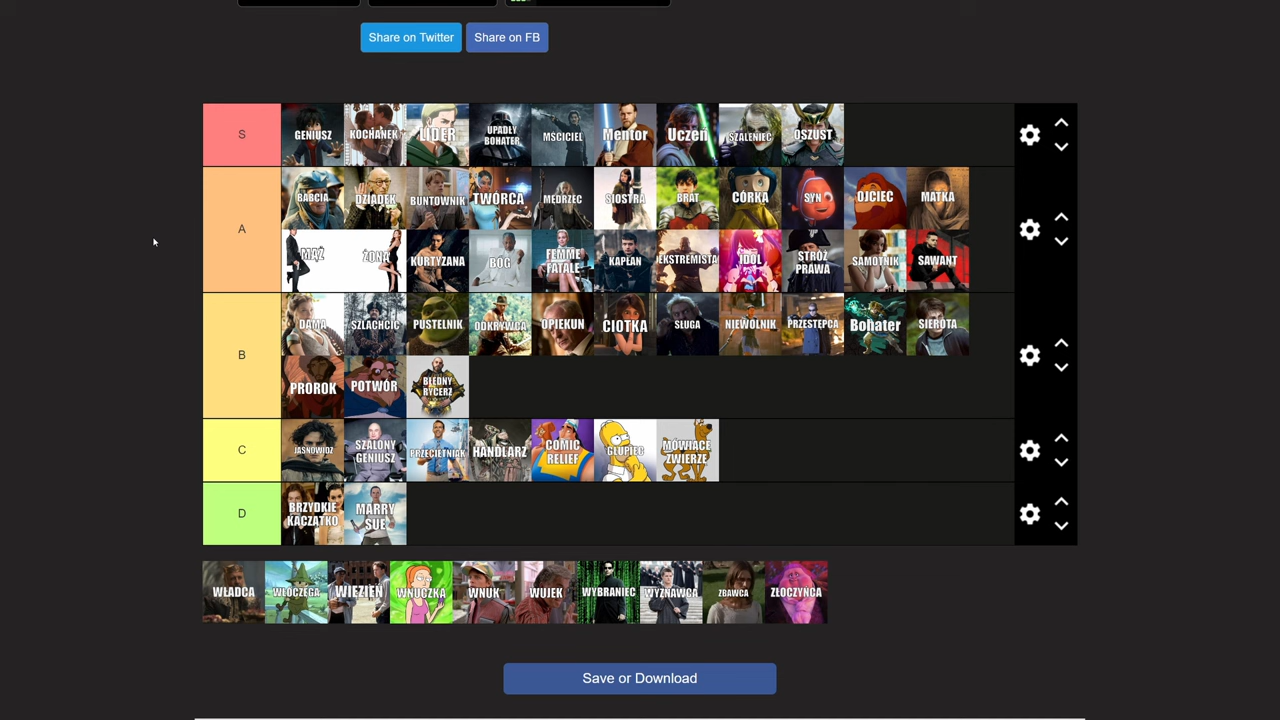 Share on Twitter
Share on FB
S
GENIUSZ
KOCHANEK
LIDER
UPADŁY
BOHATER
MŚCICIEL
Mentor
Uczeń
SZALENIEC
OSZUST
A
BABCIA
DZIADEK
BUNTOWNIK
TWÓRCA
MĘDRZEC
SIOSTRA
BRAT
CÓRKA
SYN
OJCIEC
MATKA
MĄŻ
ŻONA
KURTYZANA
BÓG
FEMME
FATALE
KAPŁAN
EKSTREMISTA
IDOL
STRÓŻ
PRAWA
SAMOTNIK
SAWANT
B
DAMA
SZLACHCIC
PUSTELNIK
ODKRYWCA
OPIEKUN
CIOTKA
SŁUGA
NIEWOLNIK
PRZESTĘPCA
Bohater
SIEROTA
PROROK
POTWÓR
BŁĘDNY
RYCERZ
C
JASNOWIDZ
SZALONY
GENIUSZ
PRZECIĘTNIAK
HANDLARZ
COMIC
RELIEF
GŁUPIEC
MÓWIĄCE
ZWIERZE
D
BRZYDKIE
KACZĄTKO
MARRY
SUE
WŁADCA
WŁÓCZĘGA
WIĘZIEŃ
WNUCZKA
WNUK
WUJEK
WYBRANIEC
WYZNAWCA
ZBAWCA
ZŁOCZYŃCA
Save or Download